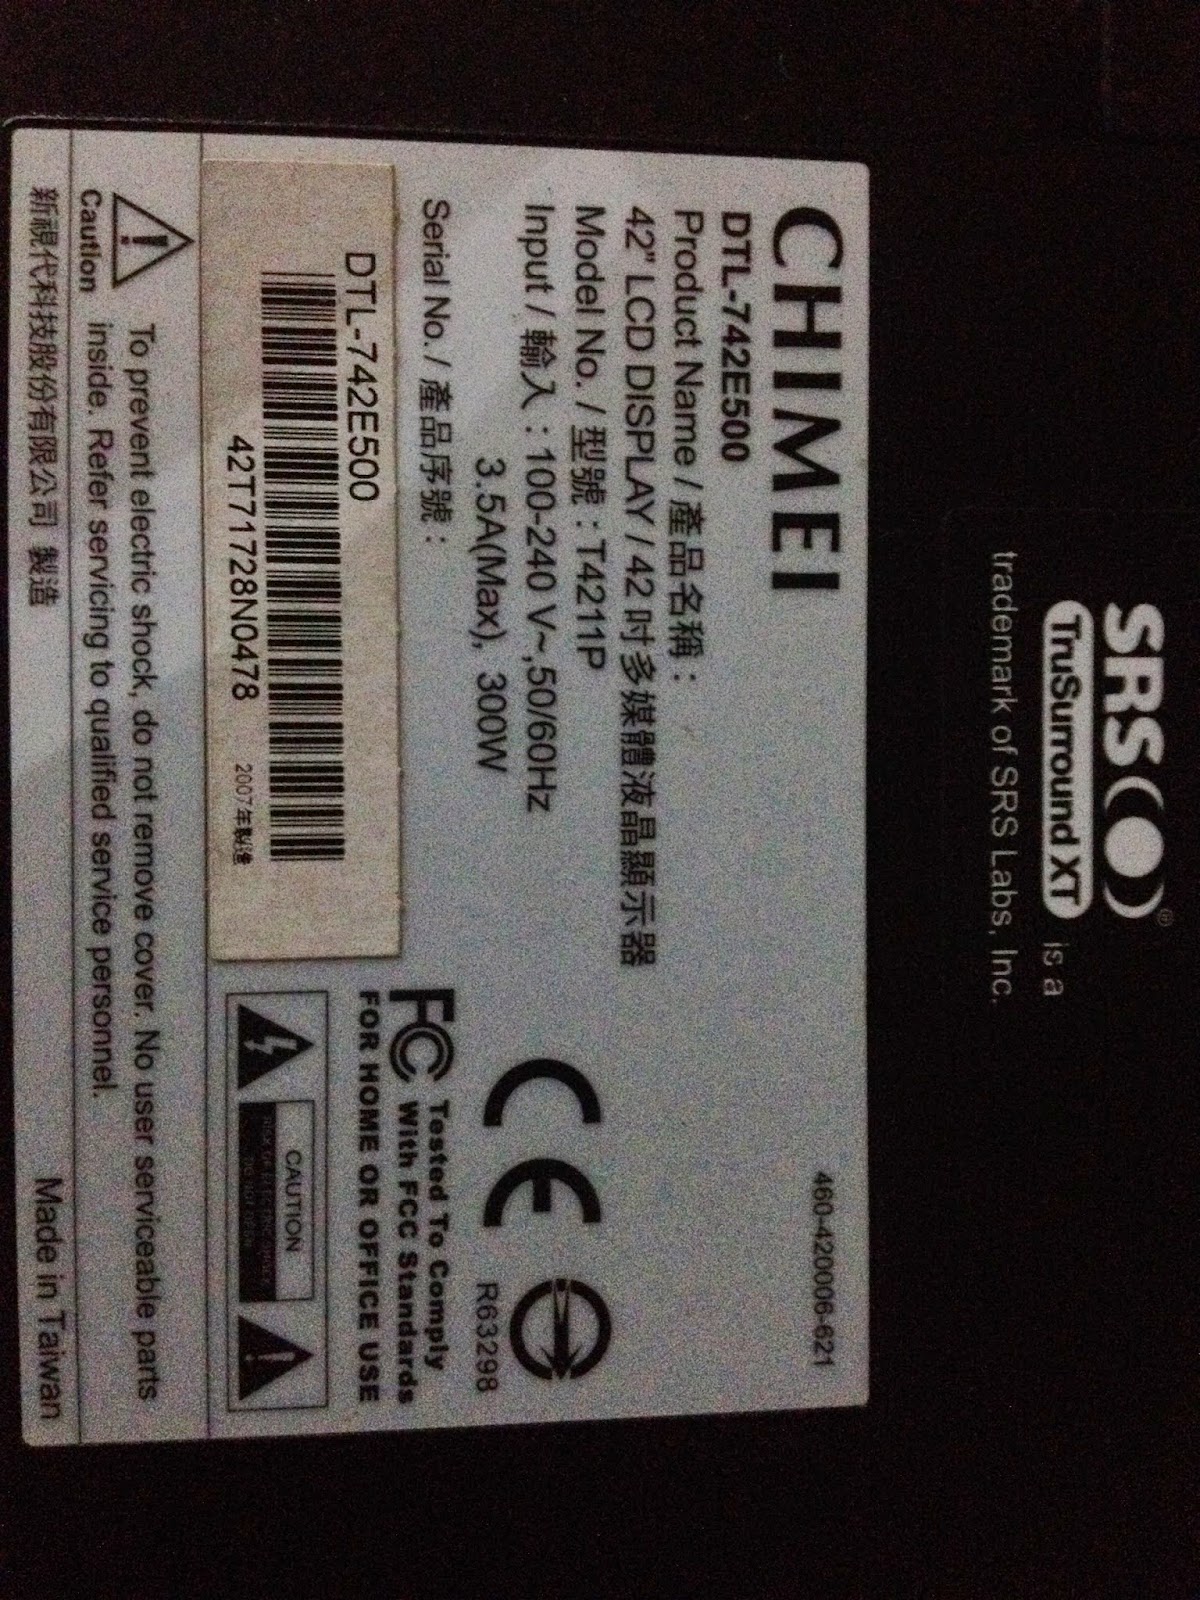 SRS®
TruSurround XT is a
trademark of SRS Labs, Inc.
CHIMEI
460-420006-621
DTL-742E500
Product Name / 產品名稱 :
42" LCD DISPLAY / 42 吋多媒體液晶顯示器
Model No. / 型號 : T4211P
Input / 輸入 : 100-240 V~,50/60Hz
3.5A(Max), 300W
Serial No. / 產品序號 :
CE
R63298
FC Tested To Comply
With FCC Standards
FOR HOME OR OFFICE USE
DTL-742E500
42T71728N0478
2007年製造
CAUTION
Caution
To prevent electric shock, do not remove cover. No user serviceable parts
inside. Refer servicing to qualified service personnel.
新視代科技股份有限公司 製造
Made in Taiwan